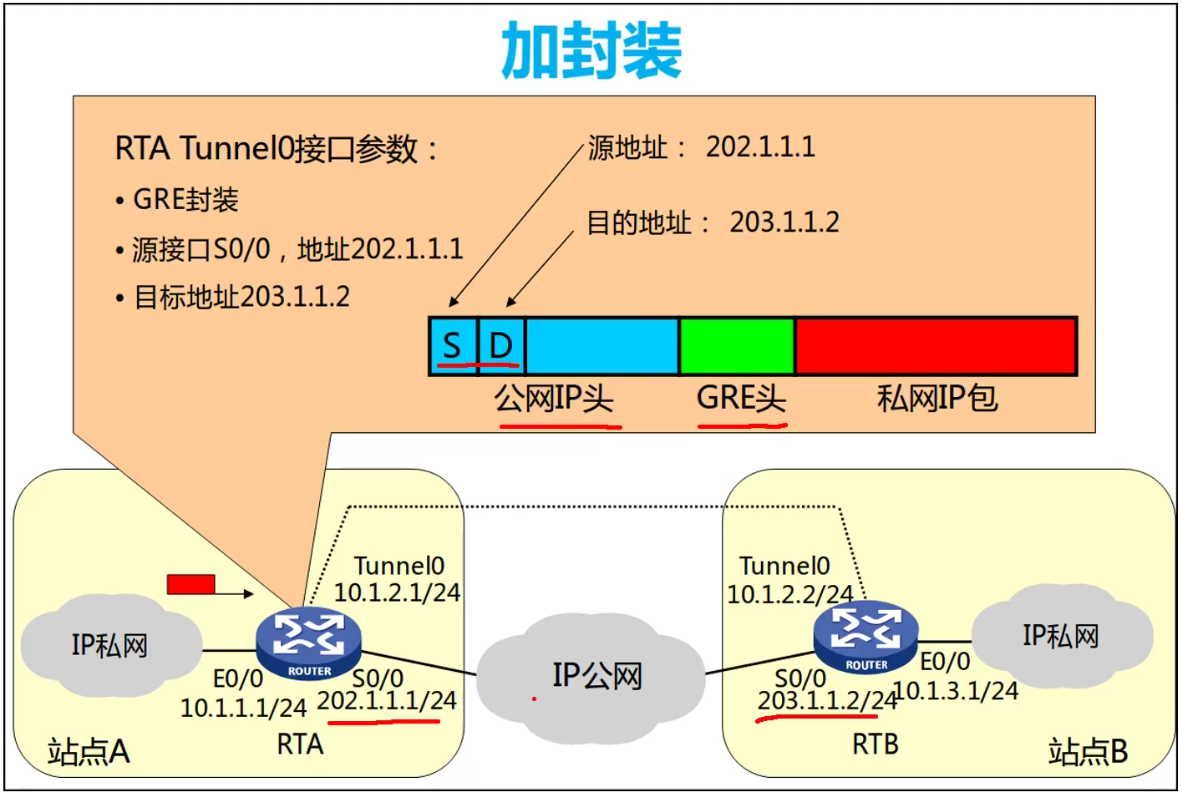 加封装
RTA Tunnel0接口参数：
• GRE封装
• 源接口S0/0，地址202.1.1.1
• 目标地址203.1.1.2
源地址： 202.1.1.1
目的地址： 203.1.1.2
S D
公网IP头 GRE头 私网IP包
Tunnel0
10.1.2.1/24
Tunnel0
10.1.2.2/24
IP私网
ROUTER
E0/0
10.1.1.1/24
S0/0
202.1.1.1/24
RTA
站点A
IP公网
ROUTER
S0/0
203.1.1.2/24
E0/0
10.1.3.1/24
IP私网
RTB
站点B